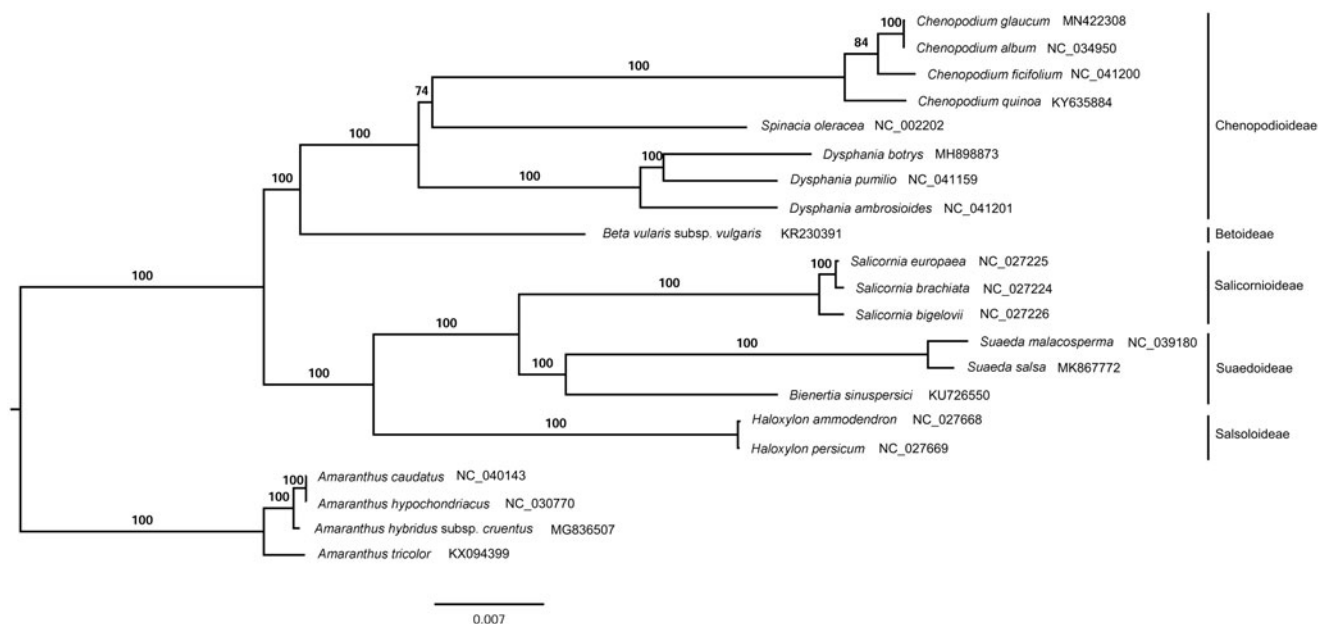 100 Chenopodium glaucum MN422308
Chenopodium album NC_034950
84
100
Chenopodium ficifolium NC_041200
74
Chenopodium quinoa KY635884
Chenopodioideae
Spinacia oleracea NC_002202
100
100 Dysphania botrys MH898873
Dysphania pumilio NC_041159
100
100
Dysphania ambrosioides NC_041201
Beta vularis subsp. vulgaris KR230391
Betoideae
100
100 Salicornia europaea NC_027225
Salicornia brachiata NC_027224
Salicornioideae
100
Salicornia bigelovii NC_027226
100
Suaeda malacosperma NC_039180
100
Suaeda salsa MK867772
Suaedoideae
100
100
Bienertia sinuspersici KU726550
Haloxylon ammodendron NC_027668
100
Salsoloideae
Haloxylon persicum NC_027669
100 Amaranthus caudatus NC_040143
100
Amaranthus hypochondriacus NC_030770
100
Amaranthus hybridus subsp. cruentus MG836507
Amaranthus tricolor KX094399
0.007